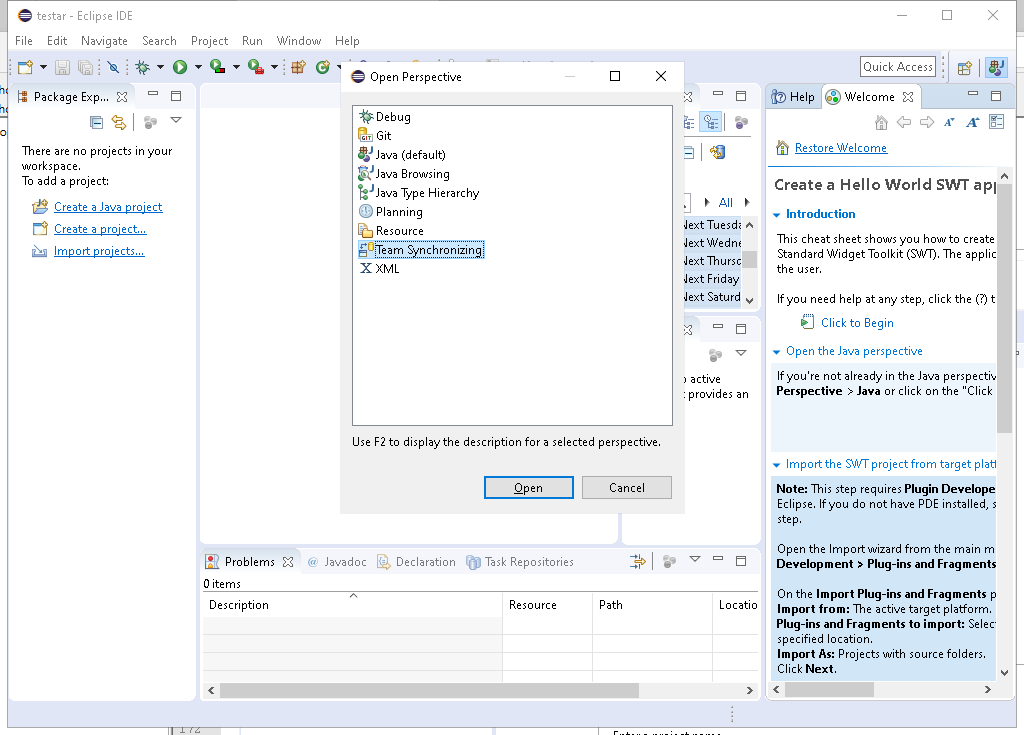 testar - Eclipse IDE
File Edit Navigate Search Project Run Window Help
Quick Access
Package Exp...
There are no projects in your
workspace.
To add a project:
Create a Java project
Create a project...
Import projects...
Open Perspective
Debug
Git
Java (default)
Java Browsing
Java Type Hierarchy
Planning
Resource
Team Synchronizing
XML
Use F2 to display the description for a selected perspective.
Open
Cancel
All
Next Tuesda
Next Wedne
Next Thursd
Next Friday
Next Saturd
active
provides an
Help
Welcome
Restore Welcome
Create a Hello World SWT app
Introduction
This cheat sheet shows you how to create
Standard Widget Toolkit (SWT). The applic
the user.
If you need help at any step, click the (?) t
Click to Begin
Open the Java perspective
If you're not already in the Java perspectiv
Perspective > Java or click on the "Click
Import the SWT project from target platf
Note: This step requires Plugin Develope
Eclipse. If you do not have PDE installed, s
step.
Open the Import wizard from the main m
Development > Plug-ins and Fragments
On the Import Plug-ins and Fragments p
Import from: The active target platform.
Plug-ins and Fragments to import: Selec
specified location.
Import As: Projects with source folders.
Click Next.
Problems
Javadoc
Declaration
Task Repositories
0 items
Description Resource Path Locatio